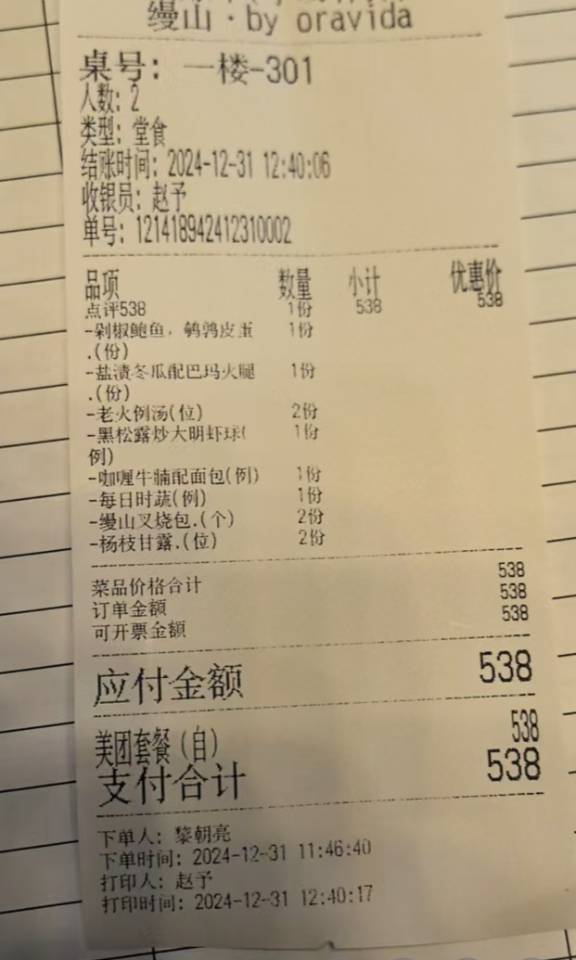 缦山·by oravida
桌号: 一楼-301
人数: 2
类型: 堂食
结账时间: 2024-12-31 12:40:06
收银员: 赵予
单号: 121418942412310002
品项 数量 小计 优惠价
点评538 1份 538 538
-剁椒鲍鱼, 鹌鹑皮蛋 1份
.(份)
-盐渍冬瓜配巴玛火腿 1份
.(份)
-老火例汤(位) 2份
-黑松露炒大明虾球( 1份
例)
-咖喱牛腩配面包(例) 1份
-每日时蔬(例) 1份
-缦山叉烧包.(个) 2份
-杨枝甘露.(位) 2份
菜品价格合计 538
订单金额 538
可开票金额 538
应付金额 538
美团套餐(自) 538
支付合计 538
下单人: 黎朝亮
下单时间: 2024-12-31 11:46:40
打印人: 赵予
打印时间: 2024-12-31 12:40:17